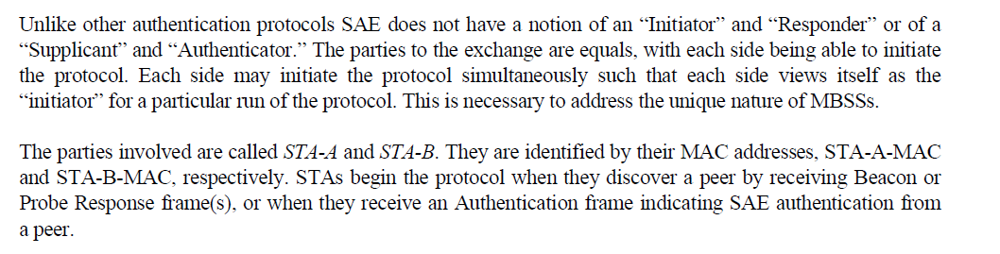 Unlike other authentication protocols SAE does not have a notion of an “Initiator” and “Responder” or of a
“Supplicant” and “Authenticator.” The parties to the exchange are equals, with each side being able to initiate
the protocol. Each side may initiate the protocol simultaneously such that each side views itself as the
“initiator” for a particular run of the protocol. This is necessary to address the unique nature of MBSSs.
The parties involved are called STA-A and STA-B. They are identified by their MAC addresses, STA-A-MAC
and STA-B-MAC, respectively. STAs begin the protocol when they discover a peer by receiving Beacon or
Probe Response frame(s), or when they receive an Authentication frame indicating SAE authentication from
a peer.